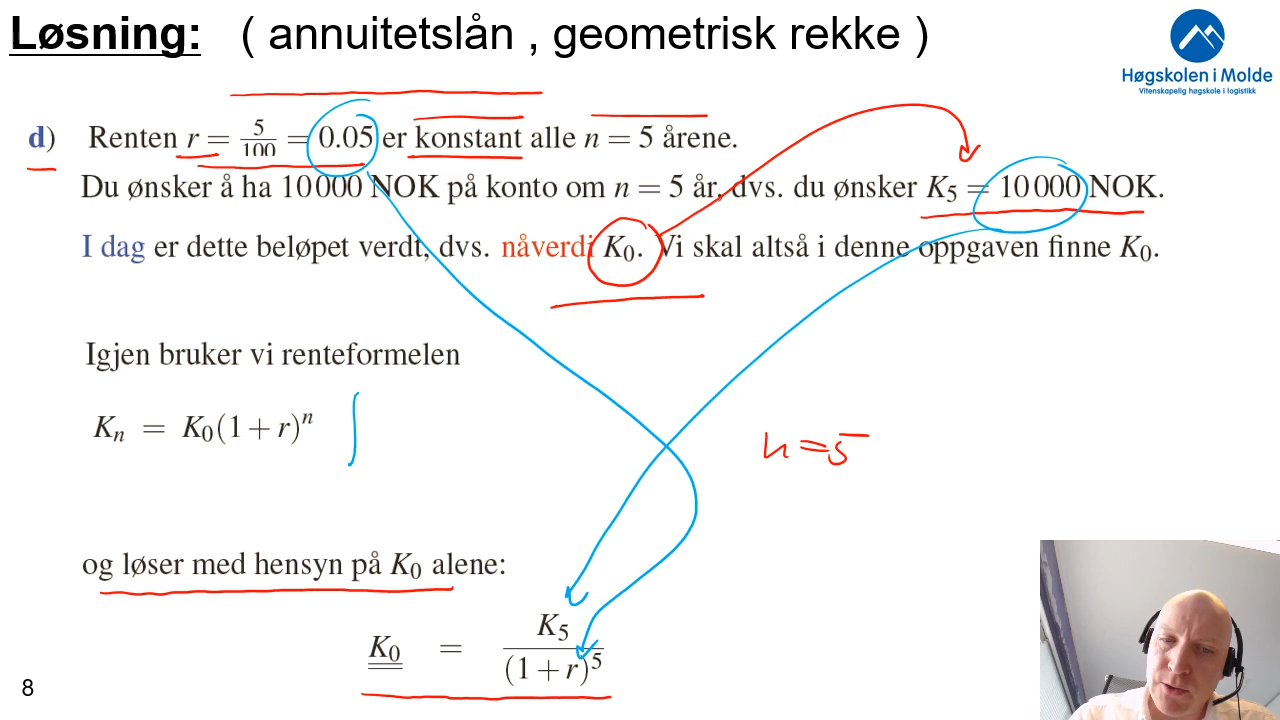 Løsning: ( annuitetslån , geometrisk rekke )
Høgskolen i Molde
Vitenskapelig høgskole i logistikk
d) Renten r = 5/100 = 0.05 er konstant alle n = 5 årene.
Du ønsker å ha 10 000 NOK på konto om n = 5 år, dvs. du ønsker K₅ = 10 000 NOK.
I dag er dette beløpet verdt, dvs. nåverdi K₀. Vi skal altså i denne oppgaven finne K₀.
Igjen bruker vi renteformelen
Kₙ = K₀(1 + r)ⁿ
n = 5
og løser med hensyn på K₀ alene:
K₀ = K₅/(1 + r)⁵
8